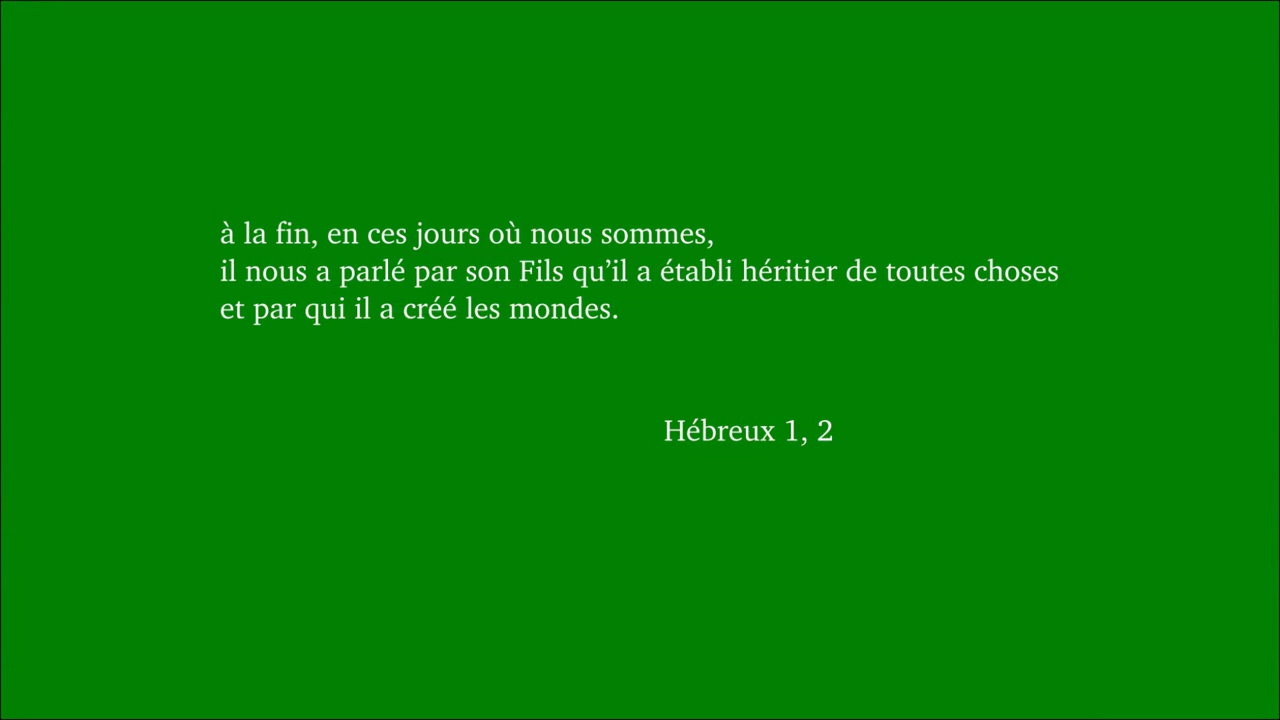 à la fin, en ces jours où nous sommes,
il nous a parlé par son Fils qu’il a établi héritier de toutes choses
et par qui il a créé les mondes.
Hébreux 1, 2